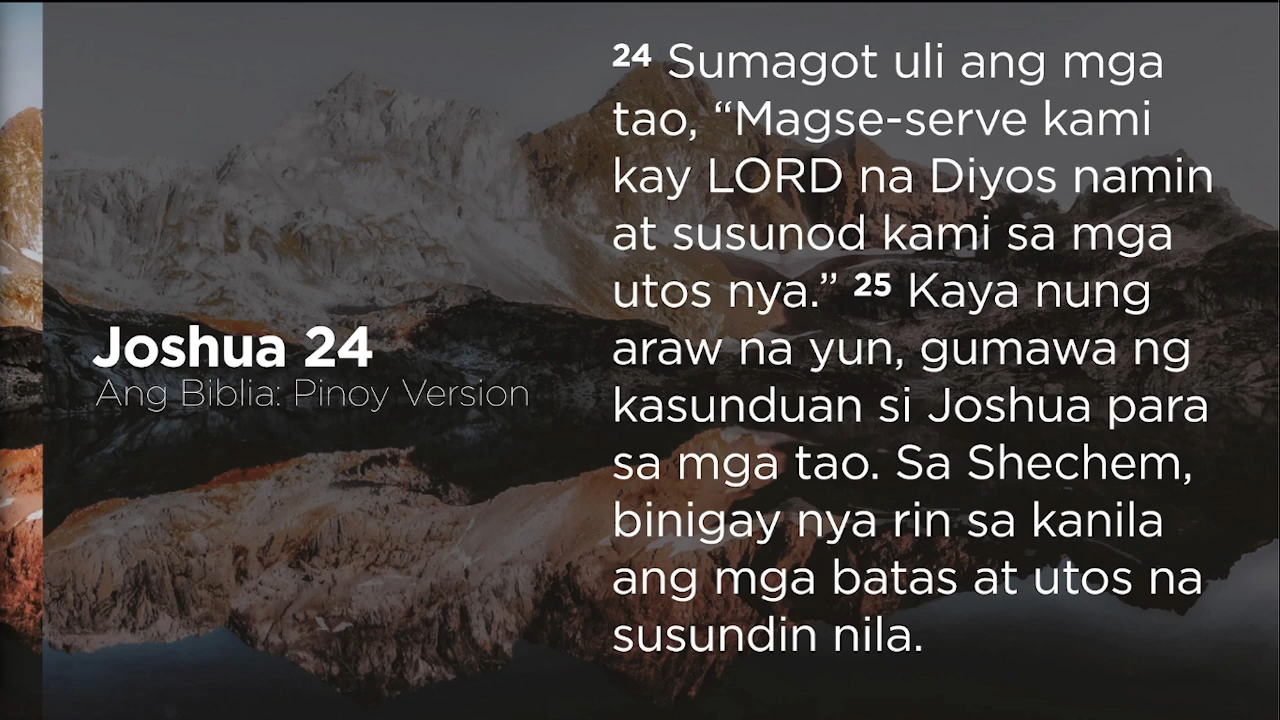 Joshua 24
Ang Biblia: Pinoy Version
24 Sumagot uli ang mga
tao, “Magse-serve kami
kay LORD na Diyos namin
at susunod kami sa mga
utos nya.” 25 Kaya nung
araw na yun, gumawa ng
kasunduan si Joshua para
sa mga tao. Sa Shechem,
binigay nya rin sa kanila
ang mga batas at utos na
susundin nila.